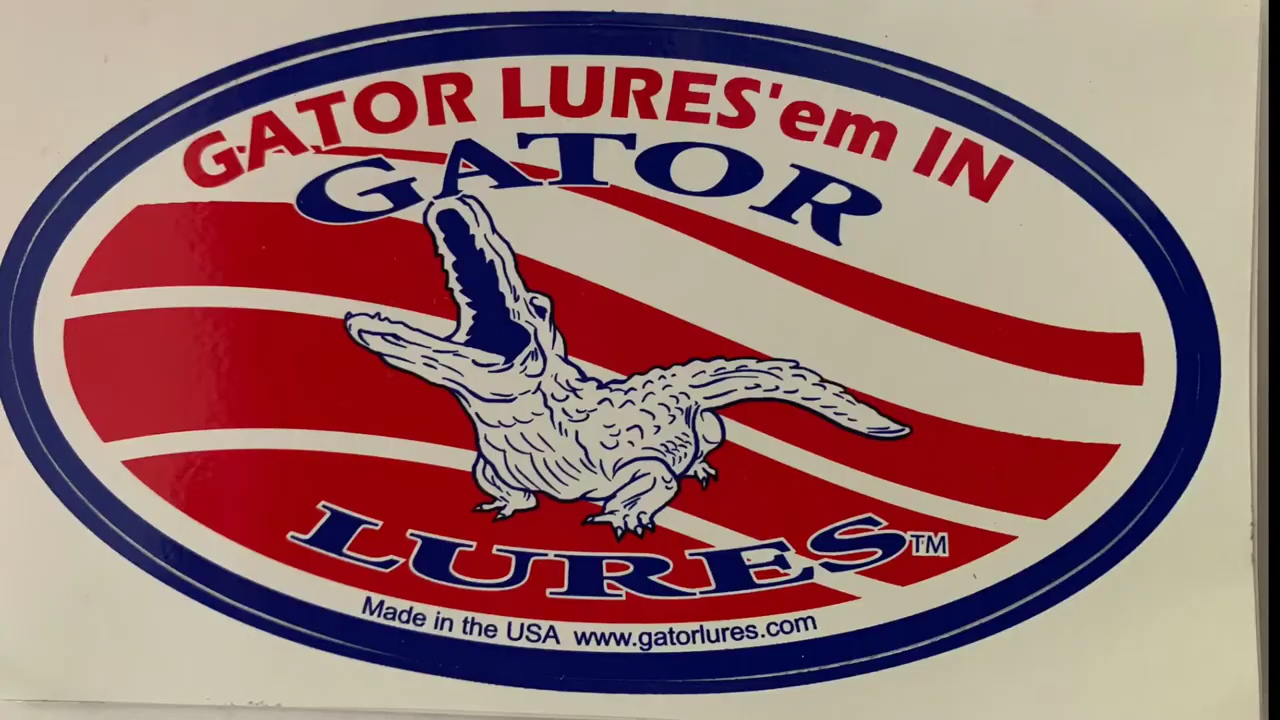 GATOR LURES'em IN
GATOR
LURES™
Made in the USA www.gatorlures.com